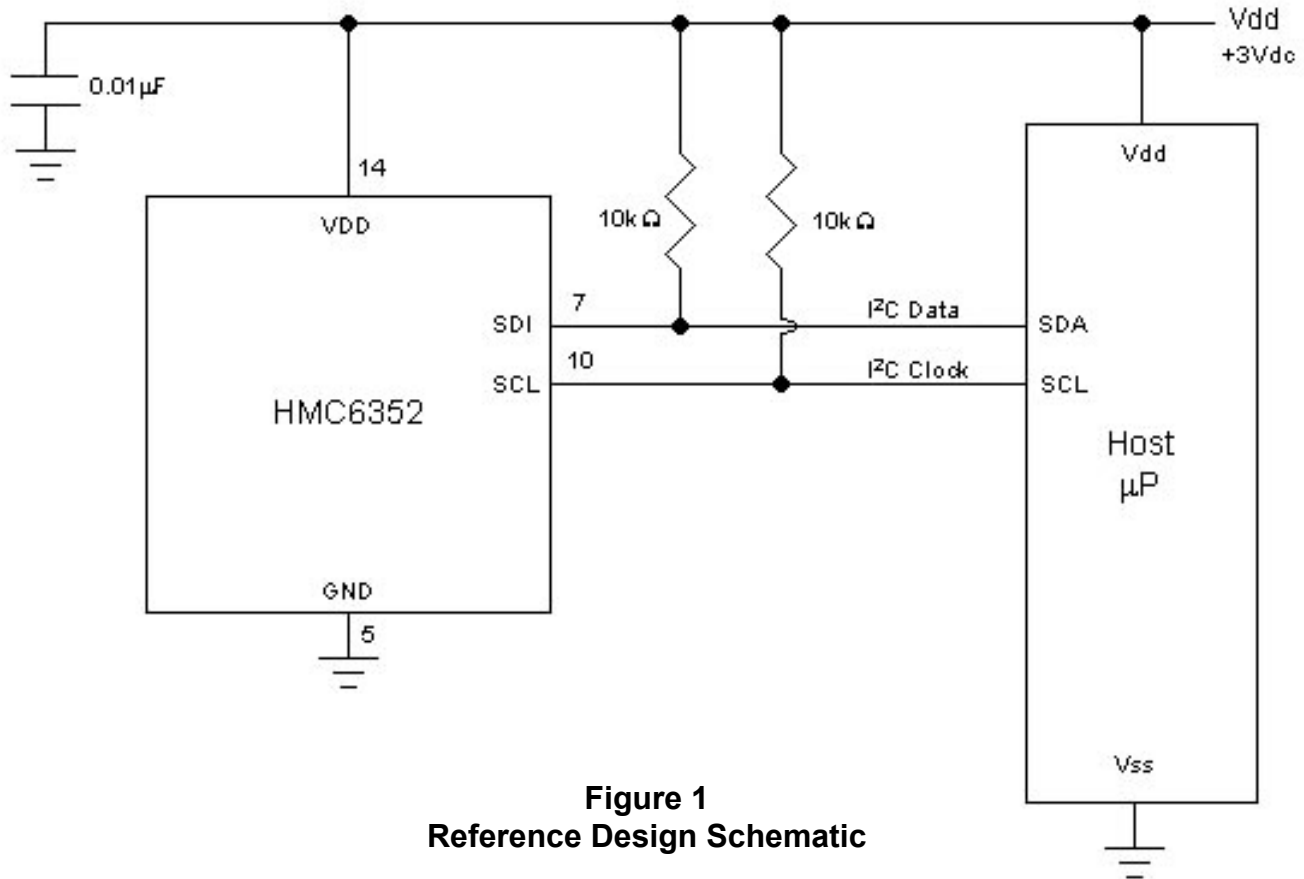 Vdd
+3Vdc
0.01µF
14
VDD
10kΩ
10kΩ
Vdd
7
SDI
I²C Data
SDA
10
SCL
I²C Clock
SCL
HMC6352
Host
µP
GND
5
Vss
Figure 1
Reference Design Schematic